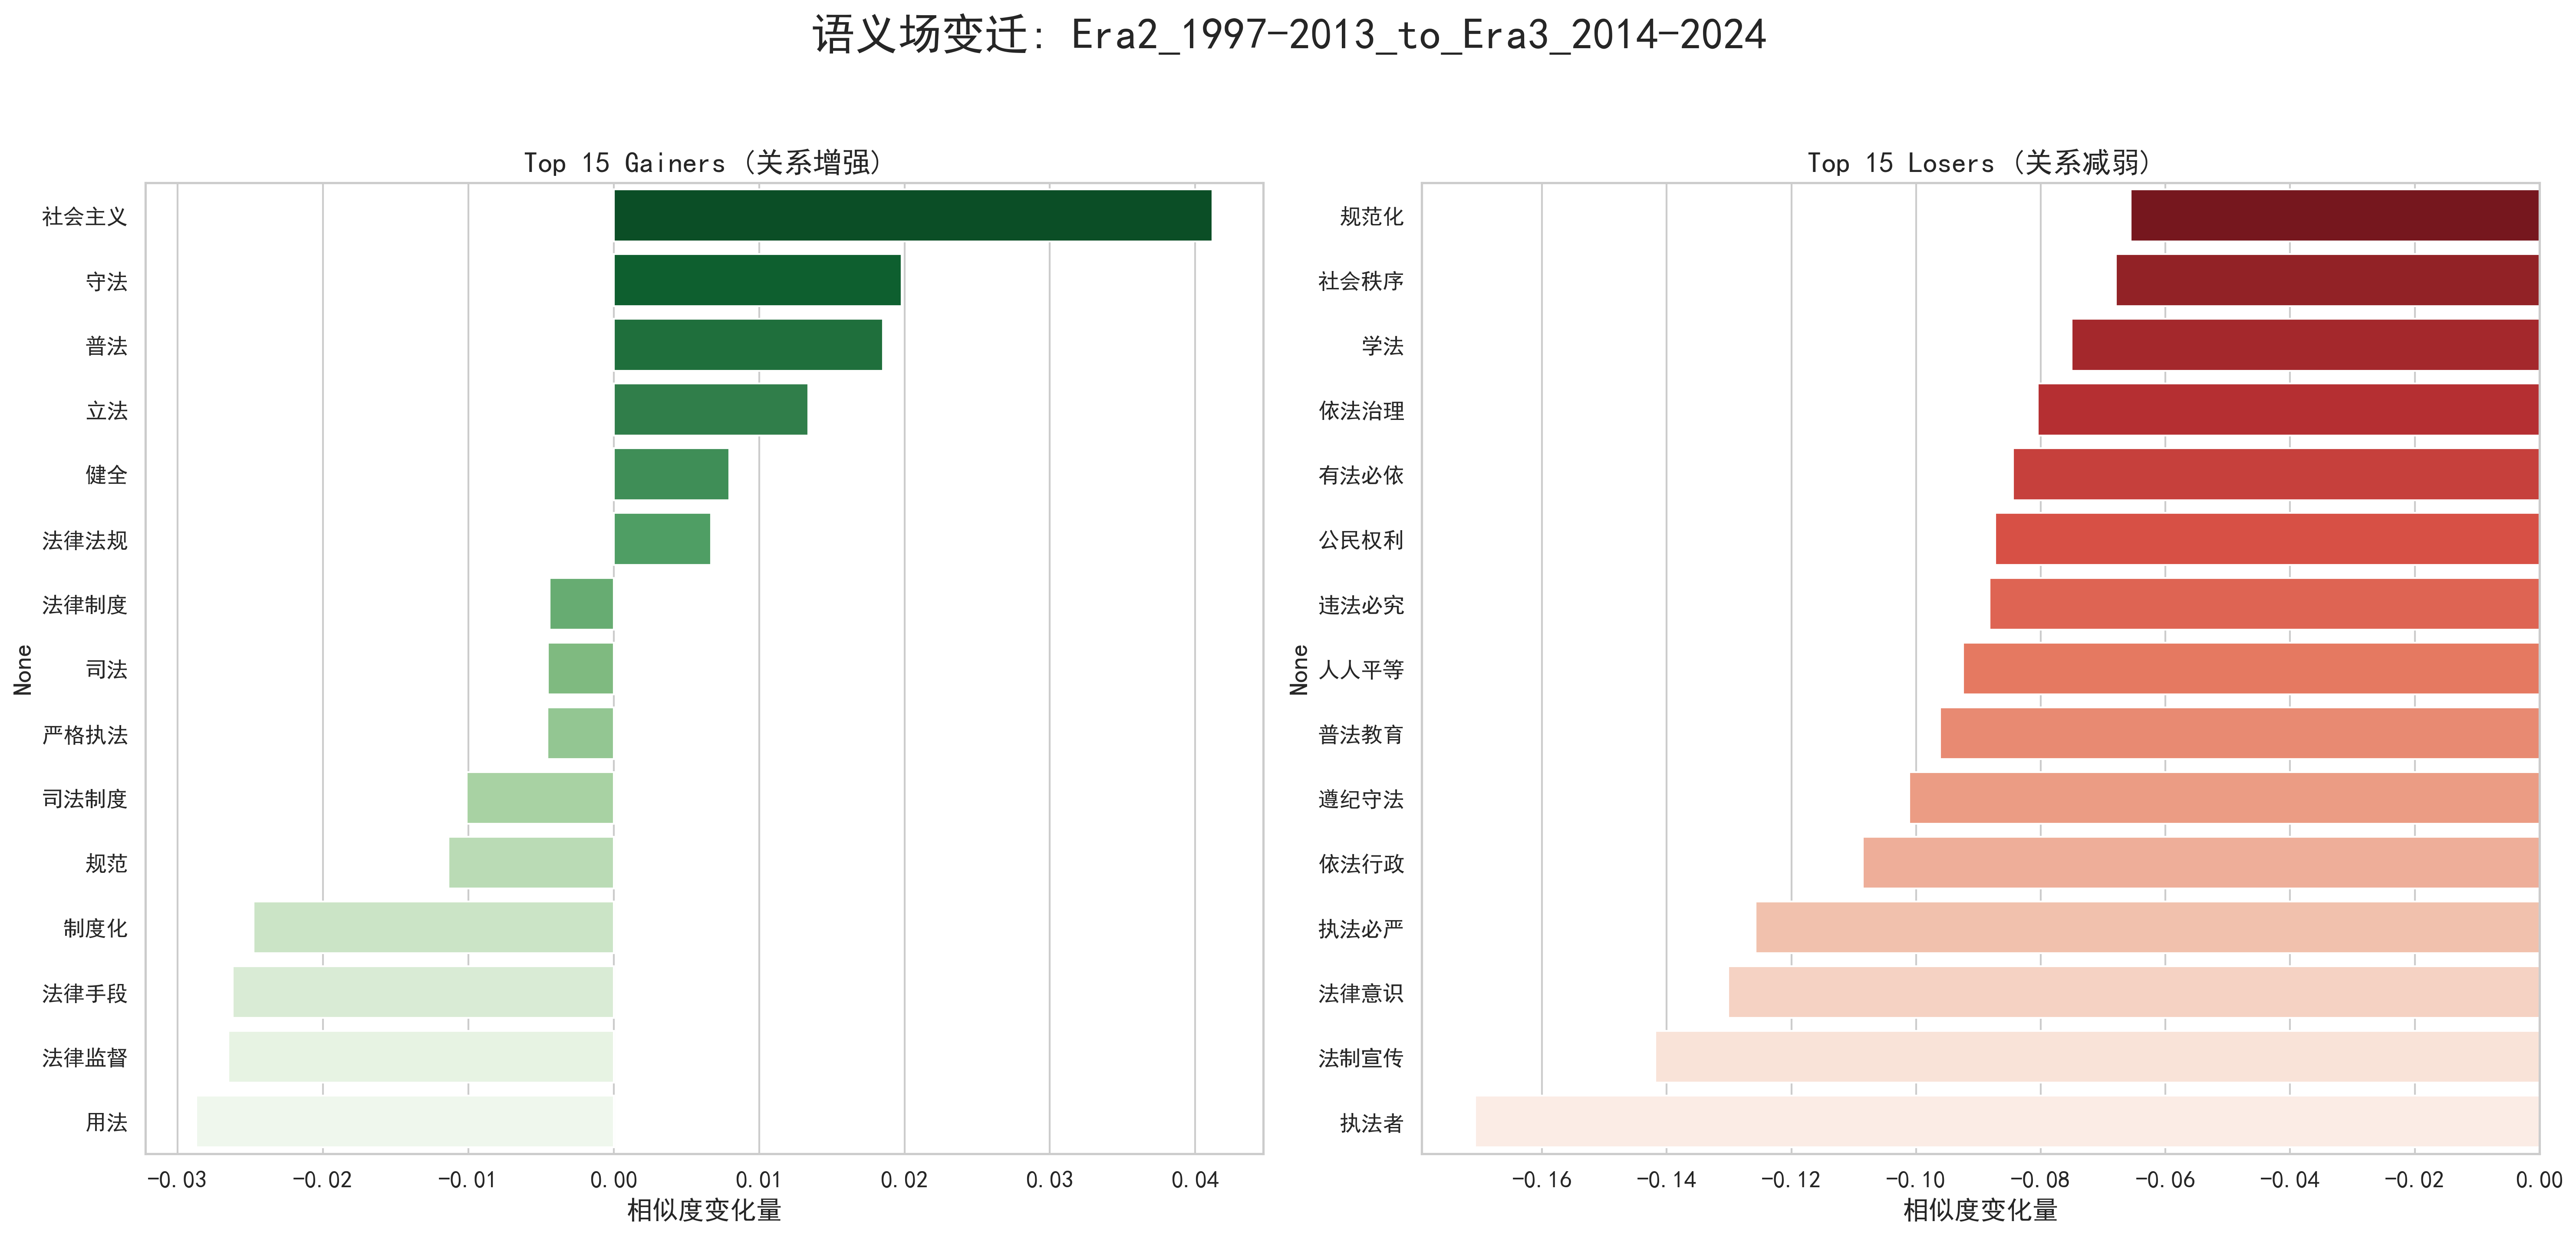 语义场变迁: Era2_1997-2013_to_Era3_2014-2024
Top 15 Gainers (关系增强)
社会主义
守法
普法
立法
健全
法律法规
法律制度
司法
严格执法
司法制度
规范
制度化
法律手段
法律监督
用法
None
-0.03 -0.02 -0.01 0.00 0.01 0.02 0.03 0.04
相似度变化量
Top 15 Losers (关系减弱)
规范化
社会秩序
学法
依法治理
有法必依
公民权利
违法必究
人人平等
普法教育
遵纪守法
依法行政
执法必严
法律意识
法制宣传
执法者
None
-0.16 -0.14 -0.12 -0.10 -0.08 -0.06 -0.04 -0.02 0.00
相似度变化量